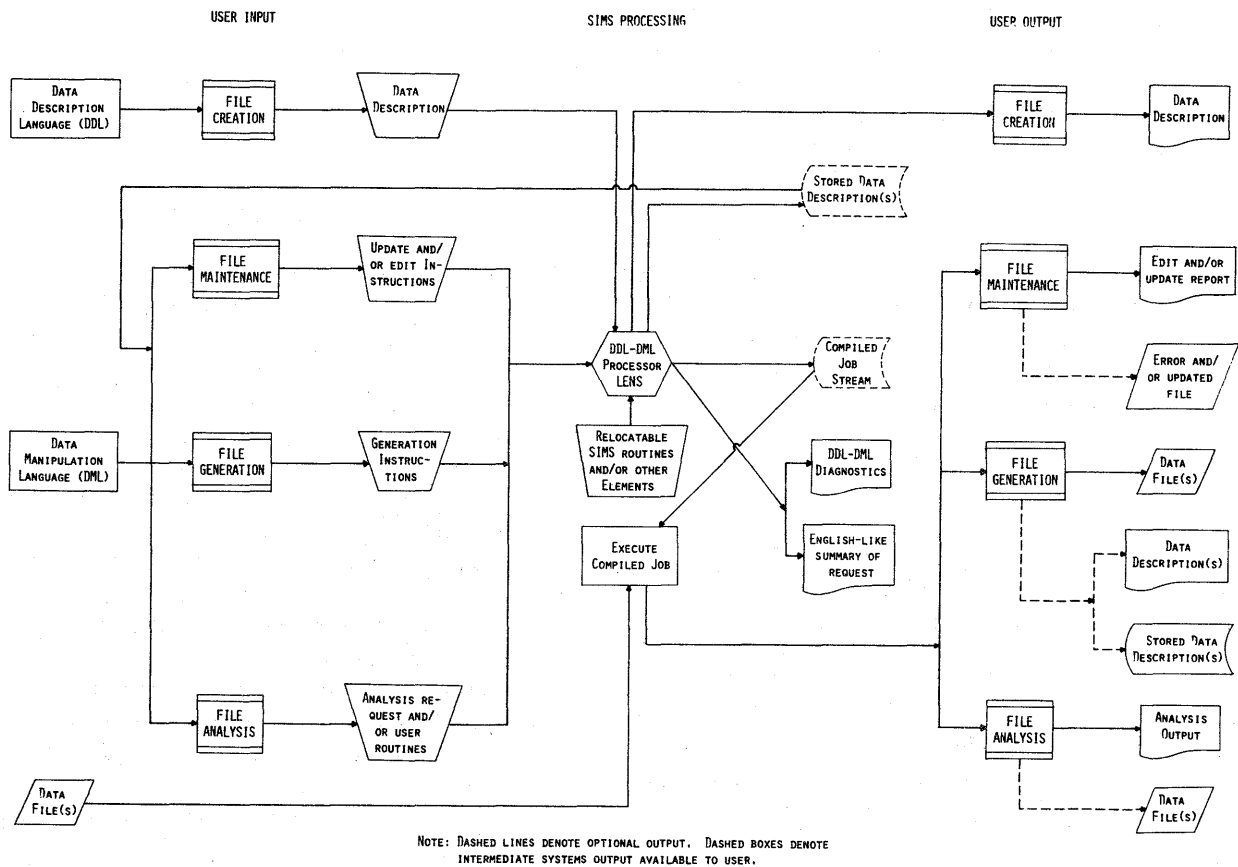 USER INPUT
SIMS PROCESSING
USER OUTPUT
DATA
DESCRIPTION
LANGUAGE (DDL)
FILE
CREATION
DATA
DESCRIPTION
FILE
CREATION
DATA
DESCRIPTION
STORED DATA
DESCRIPTION(S)
FILE
MAINTENANCE
UPDATE AND/
OR EDIT IN-
STRUCTIONS
FILE
MAINTENANCE
EDIT AND/OR
UPDATE REPORT
DDL-DML
PROCESSOR
LENS
COMPILED
JOB
STREAM
ERROR AND/
OR UPDATED
FILE
DATA
MANIPULATION
LANGUAGE (DML)
FILE
GENERATION
GENERATION
INSTRUC-
TIONS
RELOCATABLE
SIMS ROUTINES
AND/OR OTHER
ELEMENTS
DDL-DML
DIAGNOSTICS
FILE
GENERATION
DATA
FILE(S)
EXECUTE
COMPILED JOB
ENGLISH-LIKE
SUMMARY OF
REQUEST
DATA
DESCRIPTION(S)
STORED DATA
DESCRIPTION(S)
FILE
ANALYSIS
ANALYSIS RE-
QUEST AND/
OR USER
ROUTINES
FILE
ANALYSIS
ANALYSIS
OUTPUT
DATA
FILE(S)
DATA
FILE(S)
NOTE: DASHED LINES DENOTE OPTIONAL OUTPUT. DASHED BOXES DENOTE
INTERMEDIATE SYSTEMS OUTPUT AVAILABLE TO USER.